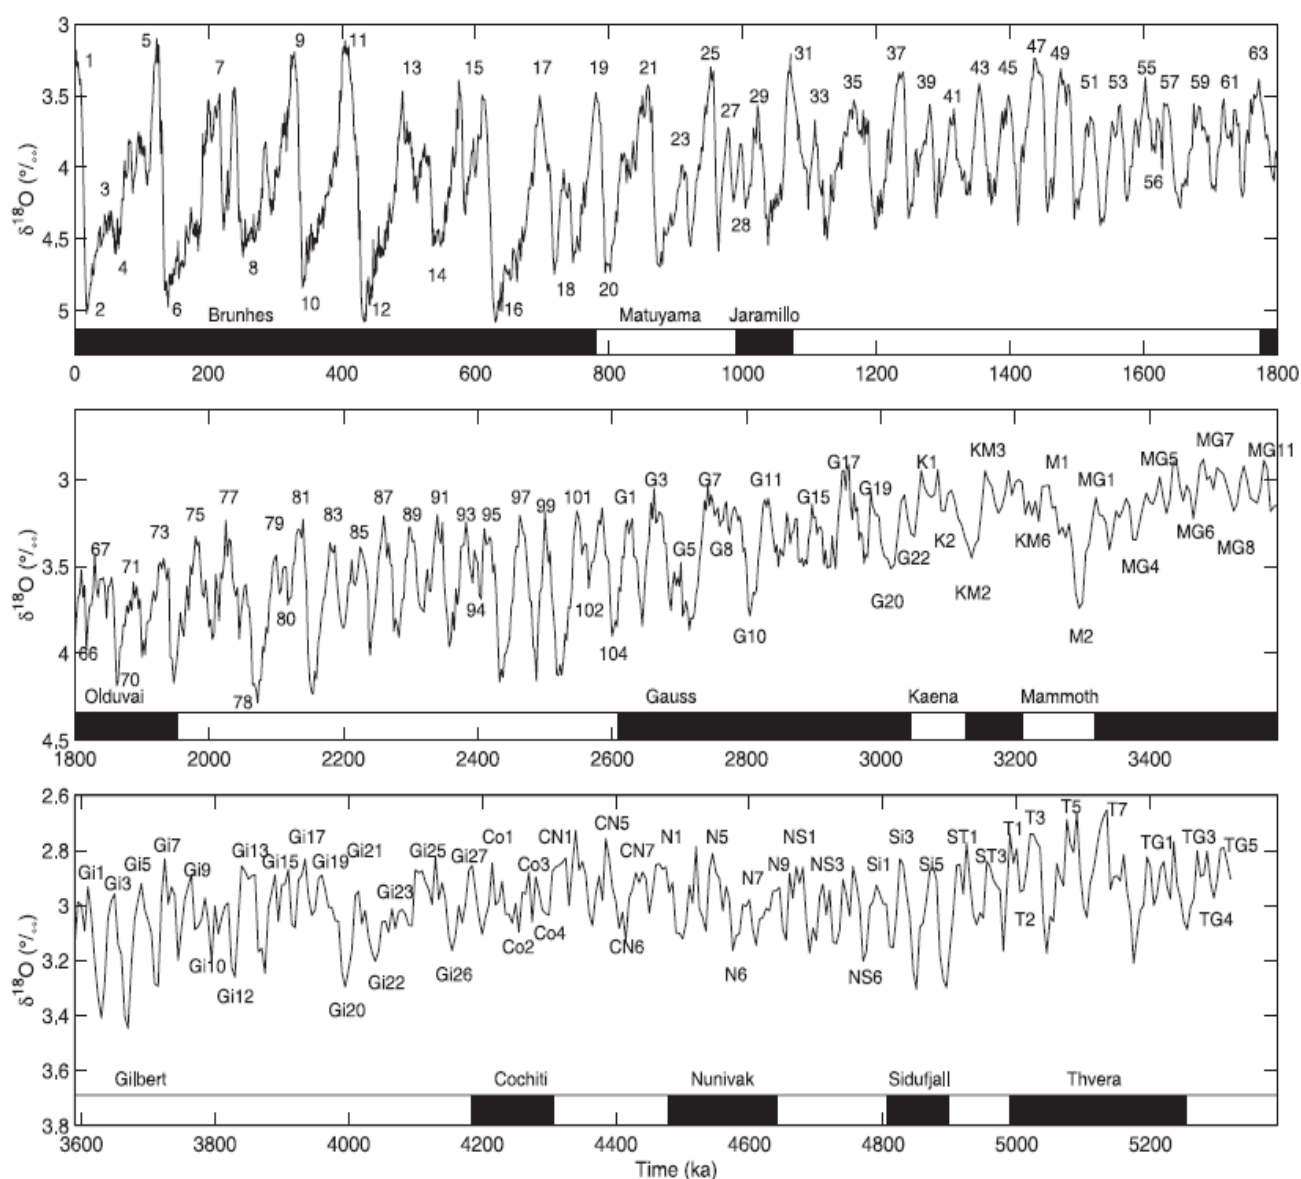 3
3.5
4
4.5
5
δ¹⁸O (°/₀₀)
1 5 7 9 11 13 15 17 19 21 25 27 29 31 35 37 39 41 43 45 47 49 51 53 55 57 59 61 63
3 23 33 56
2 4 6 8 10 12 14 16 18 20 28
Brunhes Matuyama Jaramillo
0 200 400 600 800 1000 1200 1400 1600 1800
3
3.5
4
4,5
δ¹⁸O (°/₀₀)
67 71 73 75 77 79 81 83 85 87 89 91 93 95 97 99 101 G1 G3 G5 G7 G11 G15 G17 G19 K1 KM3 M1 MG1 MG5 MG7 MG11
66 70 78 80 94 102 104 G8 G10 G20 G22 K2 KM2 KM6 M2 MG4 MG6 MG8
Olduvai Gauss Kaena Mammoth
1800 2000 2200 2400 2600 2800 3000 3200 3400
2.6
2.8
3
3.2
3,4
3,6
3.8
δ¹⁸O (°/₀₀)
Gi1 Gi3 Gi5 Gi7 Gi9 Gi13 Gi15 Gi17 Gi19 Gi21 Gi23 Gi25 Gi27 Co1 Co3 CN1 CN5 CN7 N1 N5 N7 N9 NS1 NS3 Si1 Si3 Si5 ST1 ST3 T1 T3 T5 T7 TG1 TG3 TG5
Gi10 Gi12 Gi20 Gi22 Gi26 Co2 Co4 CN6 N6 NS6 T2 TG4
Gilbert Cochiti Nunivak Sidufjall Thvera
3600 3800 4000 4200 4400 4600 4800 5000 5200
Time (ka)